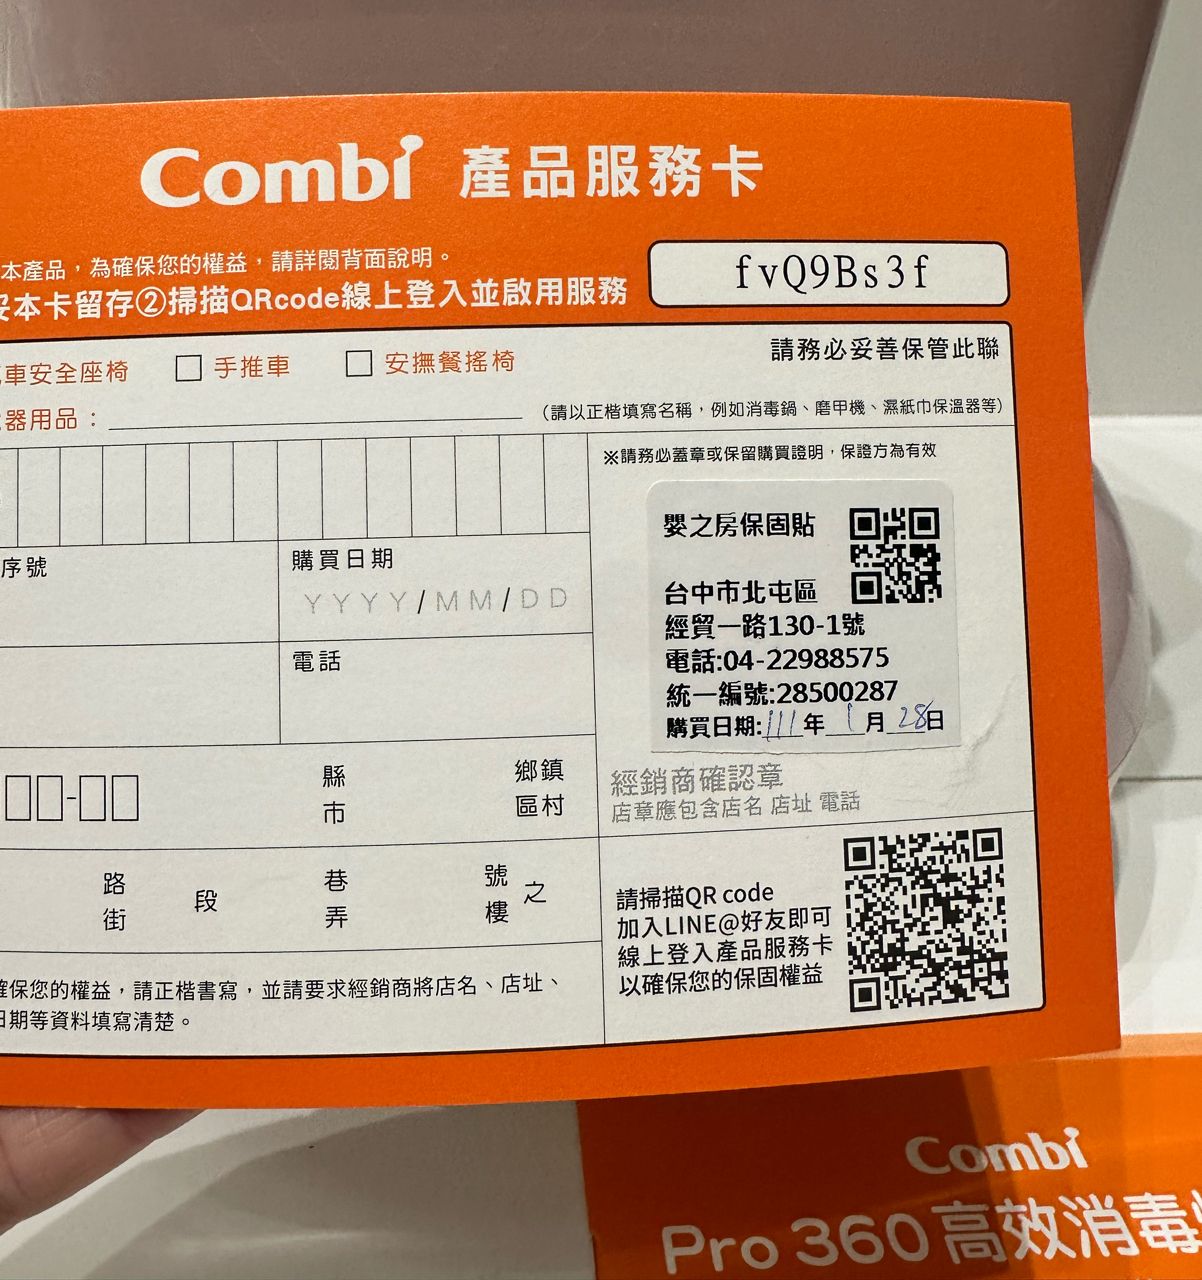 Combi 產品服務卡
本產品，為確保您的權益，請詳閱背面說明。
本卡留存②掃描QRcode線上登入並啟用服務
fvQ9Bs3f
請務必妥善保管此聯
車安全座椅 □ 手推車 □ 安撫餐搖椅
器用品：
（請以正楷填寫名稱，例如消毒鍋、磨甲機、濕紙巾保溫器等）
※請務必蓋章或保留購買證明，保證方為有效
序號
購買日期
YYYY/MM/DD
電話
嬰之房保固貼
台中市北屯區
經貿一路130-1號
電話:04-22988575
統一編號:28500287
購買日期:111年1月28日
經銷商確認章
店章應包含店名 店址 電話
縣 鄉鎮
市 區村
路 段 巷 號 之
街 弄 樓
確保您的權益，請正楷書寫，並請要求經銷商將店名、店址、
日期等資料填寫清楚。
請掃描QR code
加入LINE@好友即可
線上登入產品服務卡
以確保您的保固權益
Combi
Pro 360 高效消毒